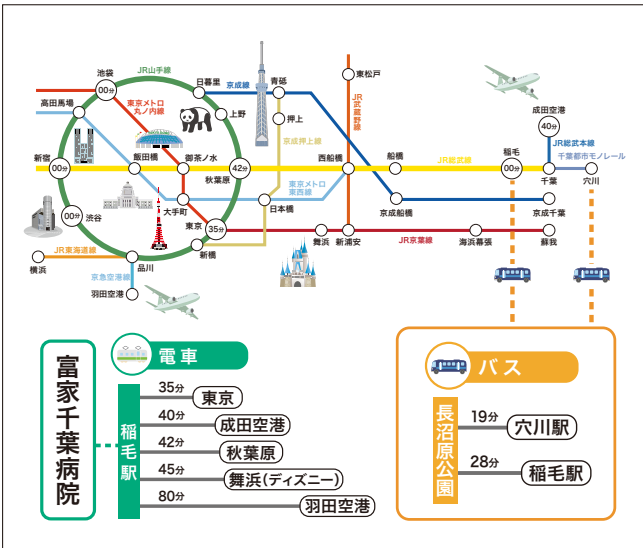 池袋
00分
JR山手線
日暮里
京成線
青砥
東松戸
高田馬場
東京メトロ
丸ノ内線
上野
押上
JR武蔵野線
成田空港
40分
京成押上線
JR総武本線
千葉都市モノレール
新宿
00分
飯田橋
御茶ノ水
42分
秋葉原
西船橋
船橋
JR総武線
稲毛
00分
千葉
穴川
東京メトロ
東西線
00分
渋谷
大手町
日本橋
京成船橋
京成千葉
東京
35分
舞浜
新浦安
JR京葉線
海浜幕張
蘇我
新橋
JR東海道線
横浜
品川
京急空港線
羽田空港
富家千葉病院
電車
稲毛駅
35分
東京
40分
成田空港
42分
秋葉原
45分
舞浜(ディズニー)
80分
羽田空港
バス
長沼原公園
19分
穴川駅
28分
稲毛駅